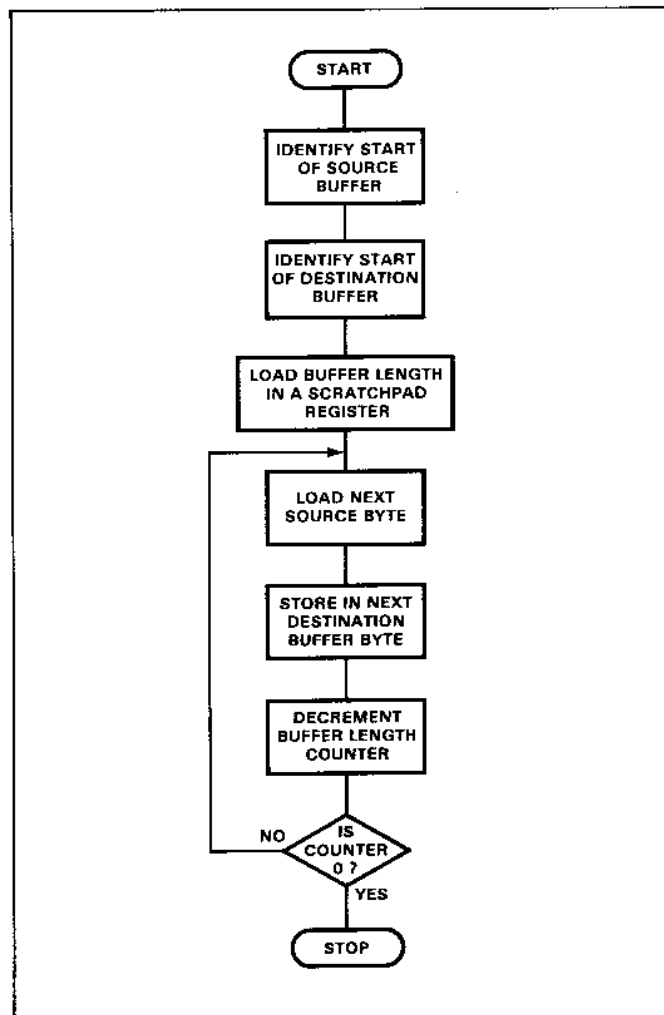 START
IDENTIFY START
OF SOURCE
BUFFER
IDENTIFY START
OF DESTINATION
BUFFER
LOAD BUFFER LENGTH
IN A SCRATCHPAD
REGISTER
LOAD NEXT
SOURCE BYTE
STORE IN NEXT
DESTINATION
BUFFER BYTE
DECREMENT
BUFFER LENGTH
COUNTER
IS
COUNTER
0 ?
NO
YES
STOP